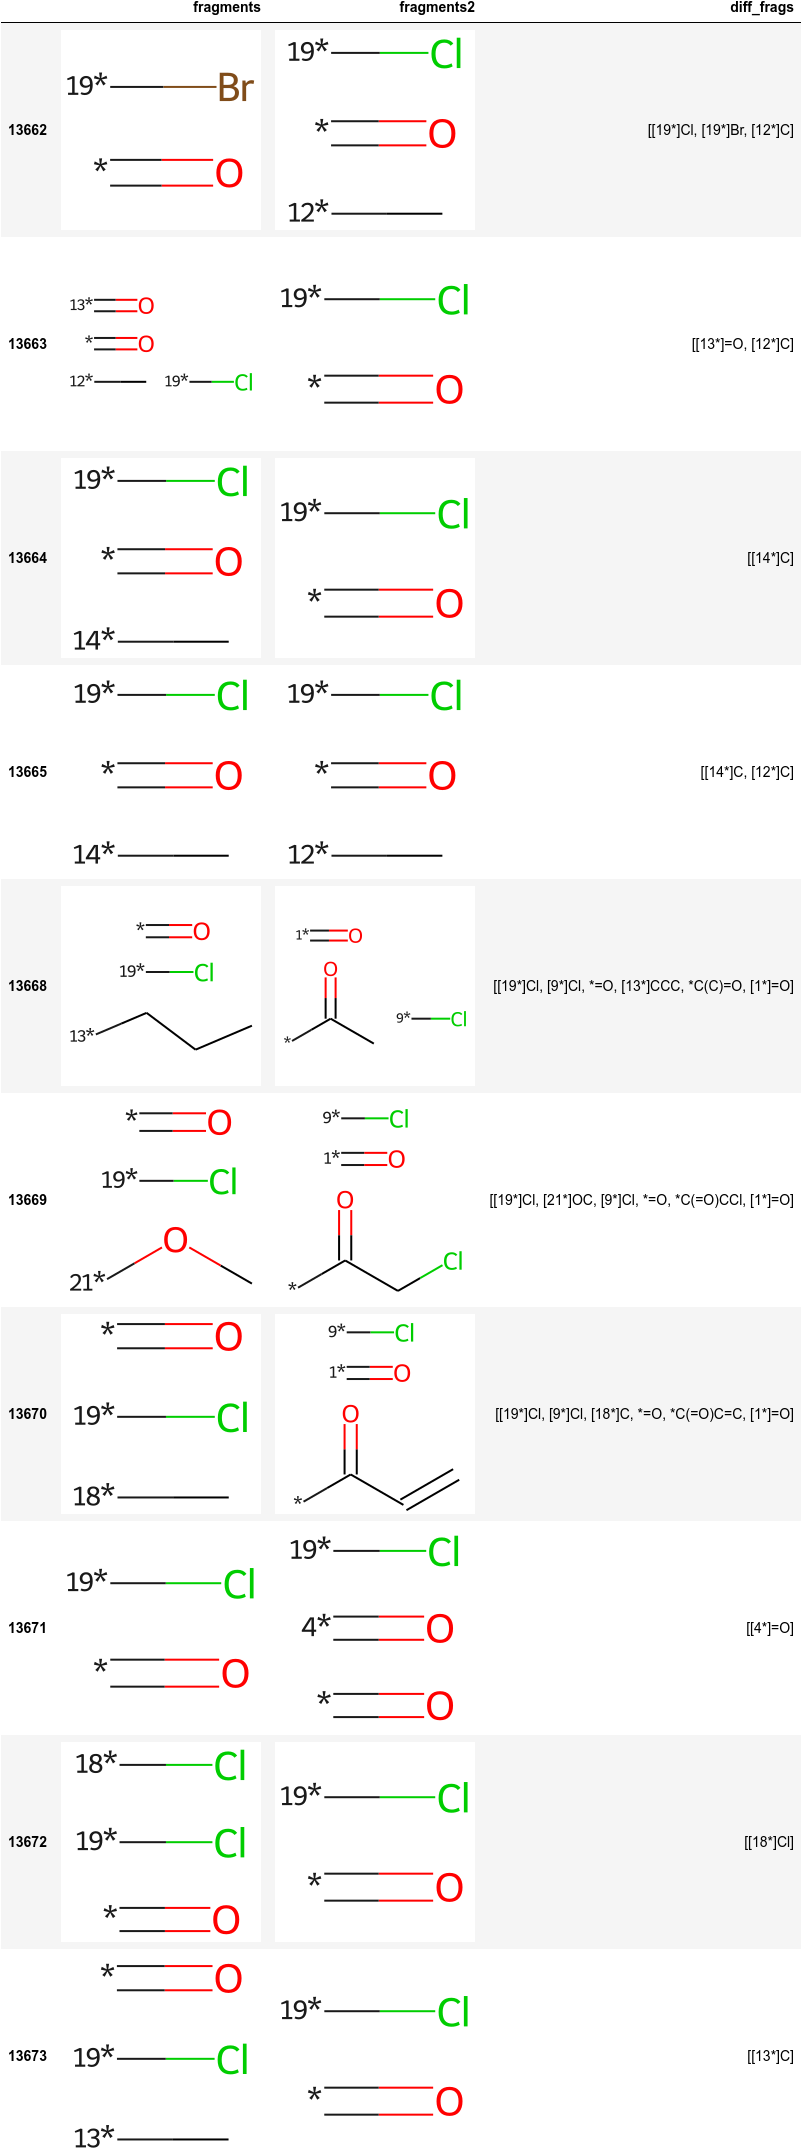 fragments fragments2 diff_frags
13662 19* Br * O 19* Cl * O 12* [[19*]Cl, [19*]Br, [12*]C]
13663 13* O * O 12* 19* Cl 19* Cl * O [[13*]=O, [12*]C]
13664 19* Cl * O 14* 19* Cl * O [[14*]C]
13665 19* Cl * O 14* 19* Cl * O 12* [[14*]C, [12*]C]
13668 * O 19* Cl 13* 1* O O * 9* Cl [[19*]Cl, [9*]Cl, *=O, [13*]CCC, *C(C)=O, [1*]=O]
13669 * O 19* Cl O 21* 9* Cl 1* O O Cl * [[19*]Cl, [21*]OC, [9*]Cl, *=O, *C(=O)CCl, [1*]=O]
13670 * O 19* Cl 18* 9* Cl 1* O O * [[19*]Cl, [9*]Cl, [18*]C, *=O, *C(=O)C=C, [1*]=O]
13671 19* Cl * O 19* Cl 4* O * O [[4*]=O]
13672 18* Cl 19* Cl * O 19* Cl * O [[18*]Cl]
13673 * O 19* Cl 13* 19* Cl * O [[13*]C]